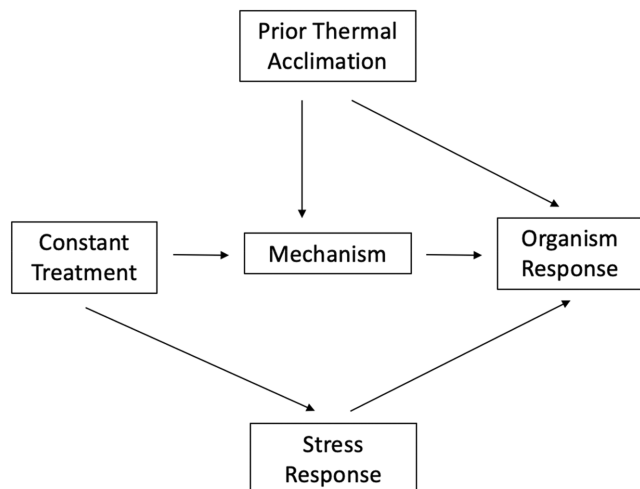 Prior Thermal
Acclimation
Constant
Treatment
Mechanism
Organism
Response
Stress
Response